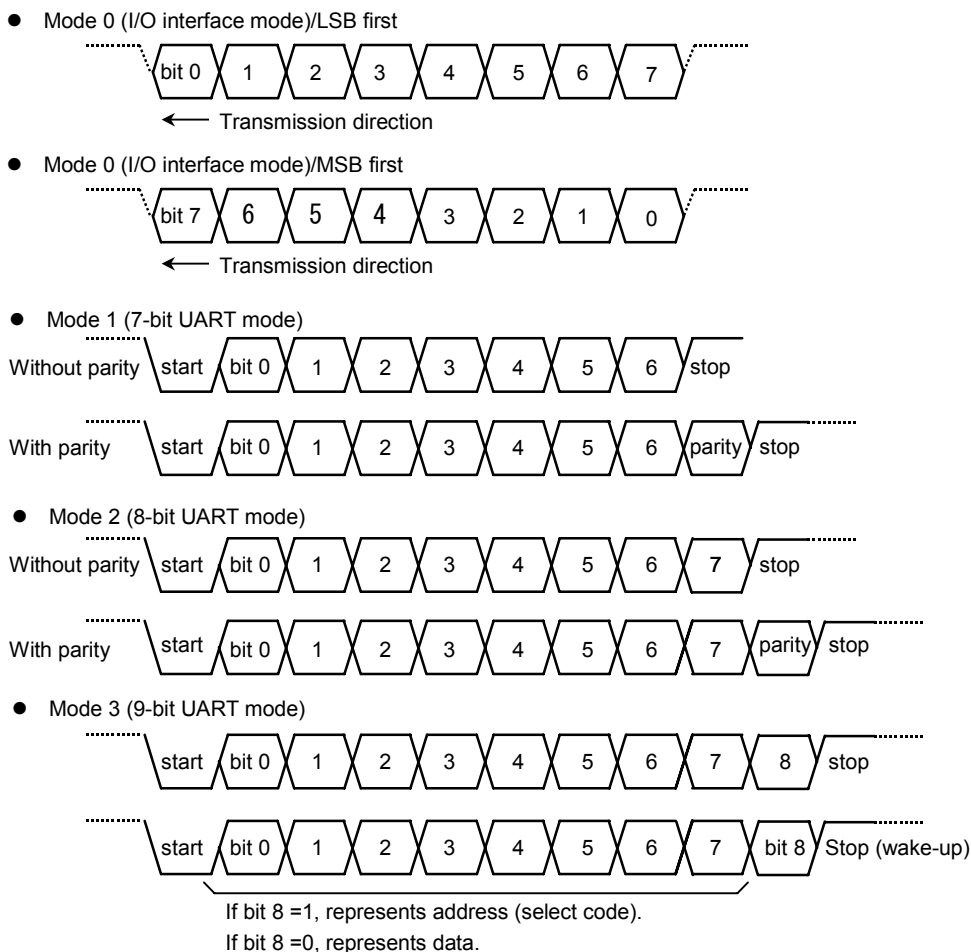 ● Mode 0 (I/O interface mode)/LSB first
bit 0 1 2 3 4 5 6 7
Transmission direction
● Mode 0 (I/O interface mode)/MSB first
bit 7 6 5 4 3 2 1 0
Transmission direction
● Mode 1 (7-bit UART mode)
Without parity start bit 0 1 2 3 4 5 6 stop
With parity start bit 0 1 2 3 4 5 6 parity stop
● Mode 2 (8-bit UART mode)
Without parity start bit 0 1 2 3 4 5 6 7 stop
With parity start bit 0 1 2 3 4 5 6 7 parity stop
● Mode 3 (9-bit UART mode)
start bit 0 1 2 3 4 5 6 7 8 stop
start bit 0 1 2 3 4 5 6 7 bit 8 Stop (wake-up)
If bit 8 =1, represents address (select code).
If bit 8 =0, represents data.